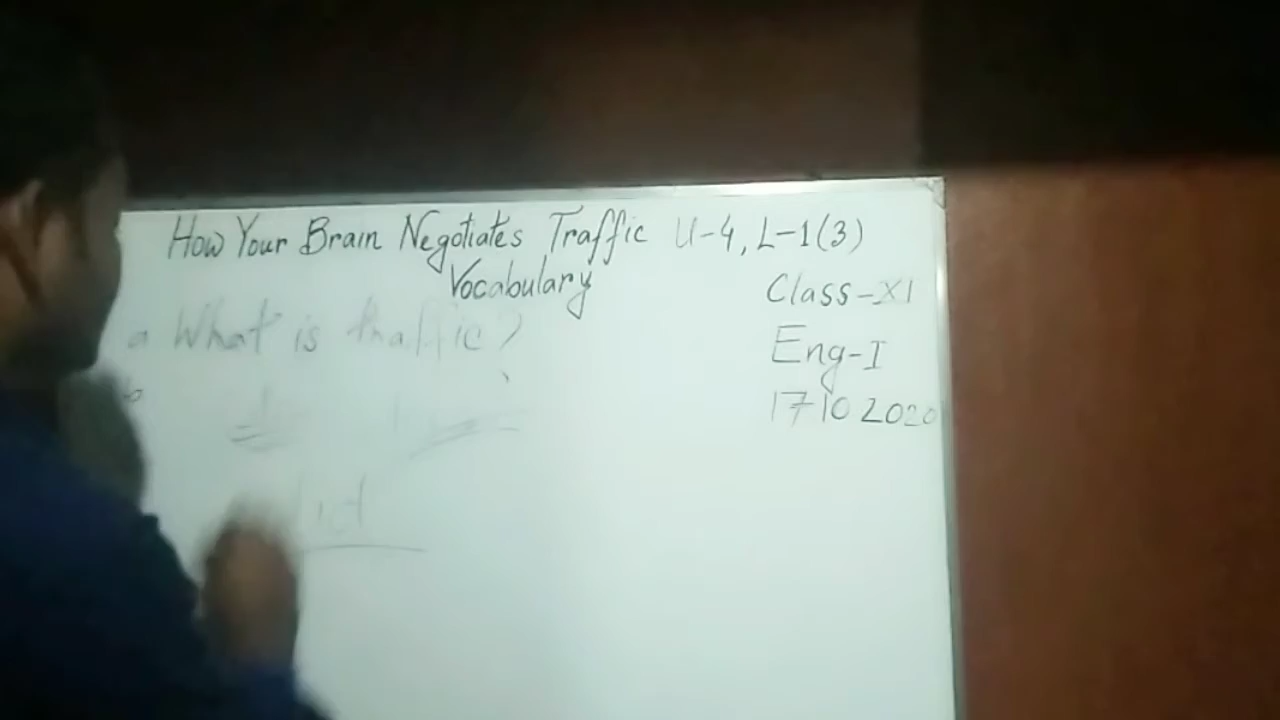 How Your Brain Negotiates Traffic U-4, L-1(3)
Vocabulary
Class-XI
a What is traffic?
Eng-I
17 10 2020